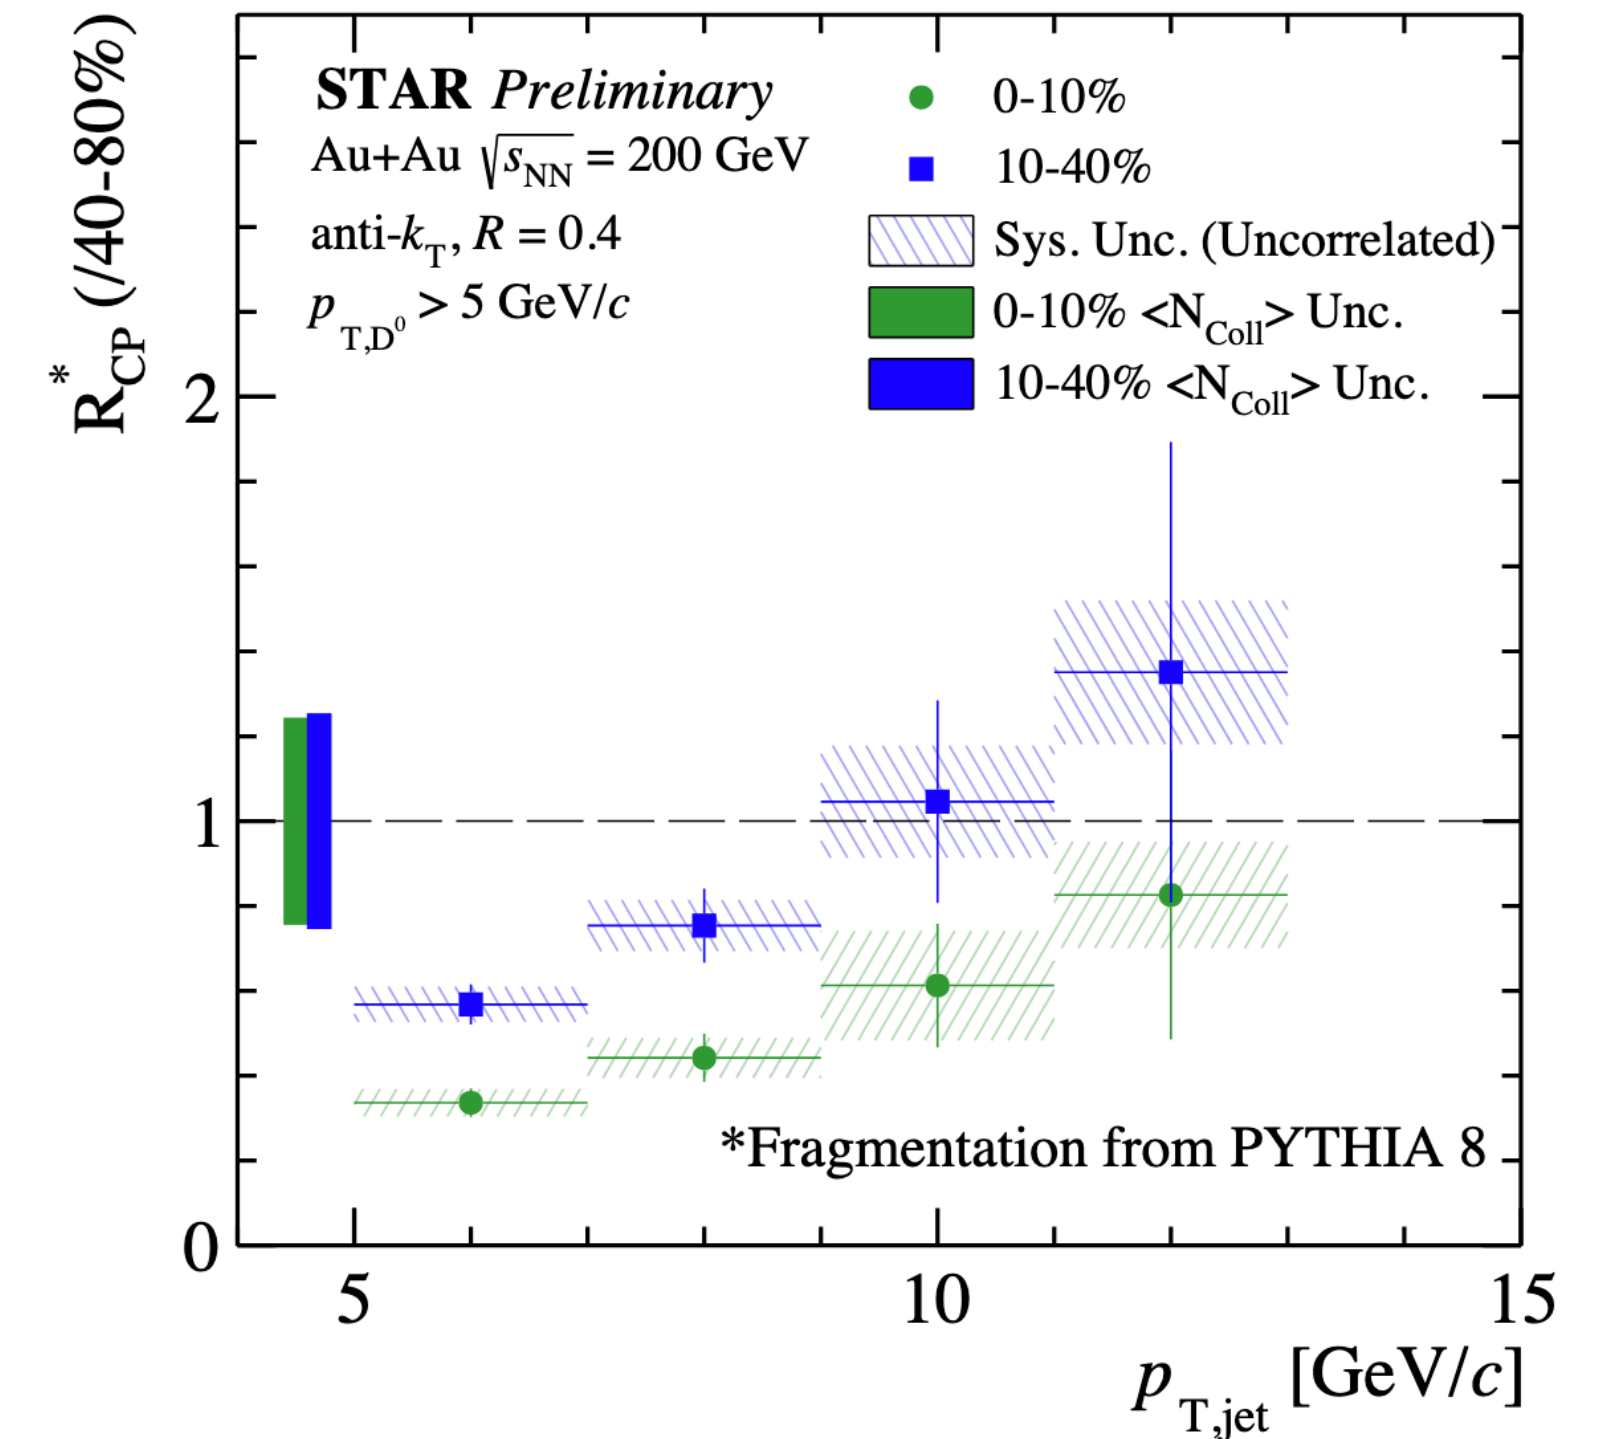 R*CP (/40-80%)
STAR Preliminary
Au+Au √sNN = 200 GeV
anti-kT, R = 0.4
pT,D0 > 5 GeV/c
0-10%
10-40%
Sys. Unc. (Uncorrelated)
0-10% <NColl> Unc.
10-40% <NColl> Unc.
2
1
0
*Fragmentation from PYTHIA 8
5 10 15
pT,jet [GeV/c]